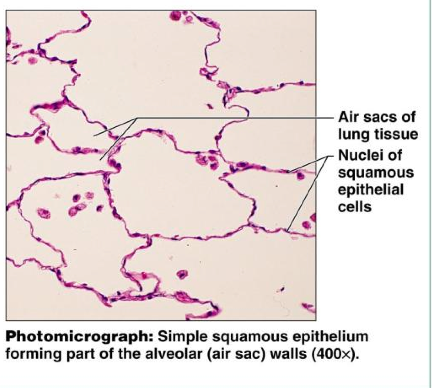 Air sacs of
lung tissue
Nuclei of
squamous
epithelial
cells
Photomicrograph: Simple squamous epithelium
forming part of the alveolar (air sac) walls (400×).